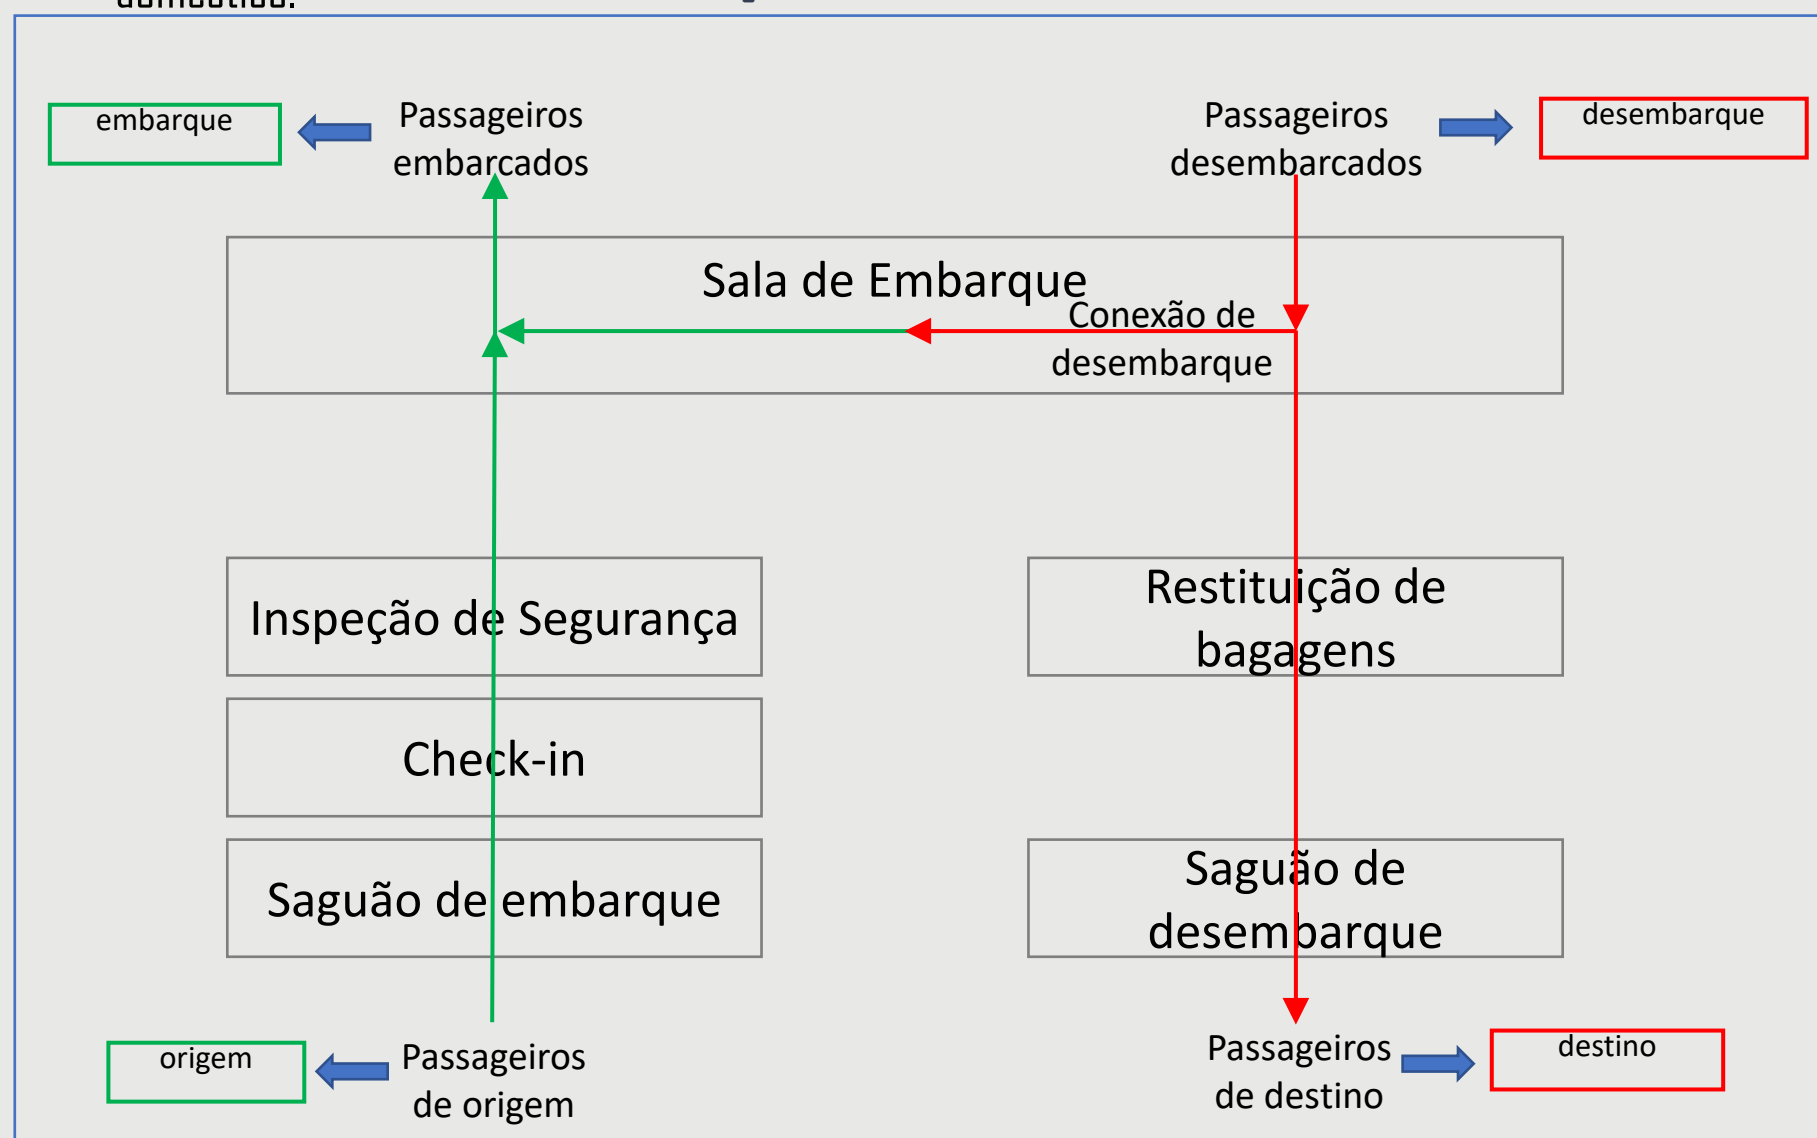 doméstico.
embarque
Passageiros
embarcados
Passageiros
desembarcados
desembarque
Sala de Embarque
Conexão de
desembarque
Inspeção de Segurança
Restituição de
bagagens
Check-in
Saguão de embarque
Saguão de
desembarque
origem
Passageiros
de origem
Passageiros
de destino
destino